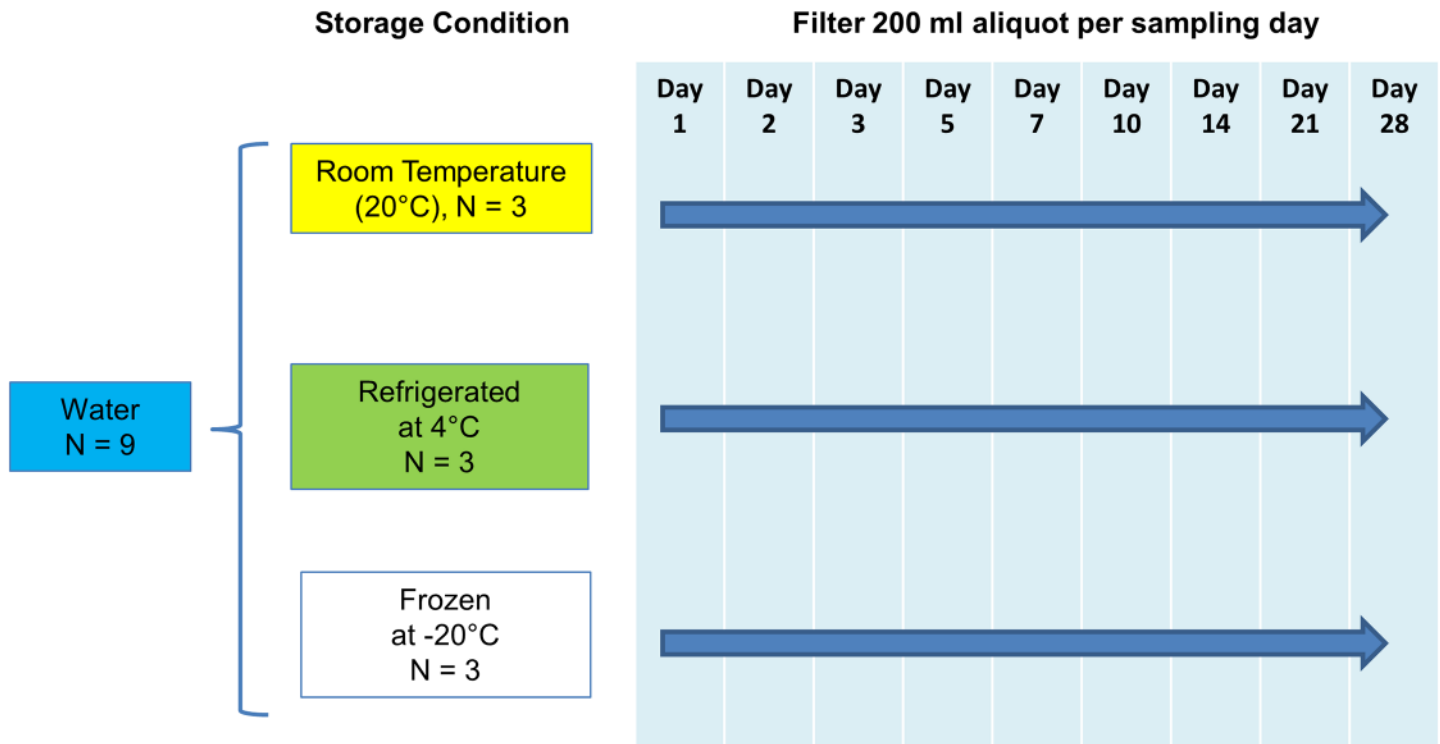 Storage Condition
Filter 200 ml aliquot per sampling day
Day
1
Day
2
Day
3
Day
5
Day
7
Day
10
Day
14
Day
21
Day
28
Room Temperature
(20°C), N = 3
Water
N = 9
Refrigerated
at 4°C
N = 3
Frozen
at -20°C
N = 3